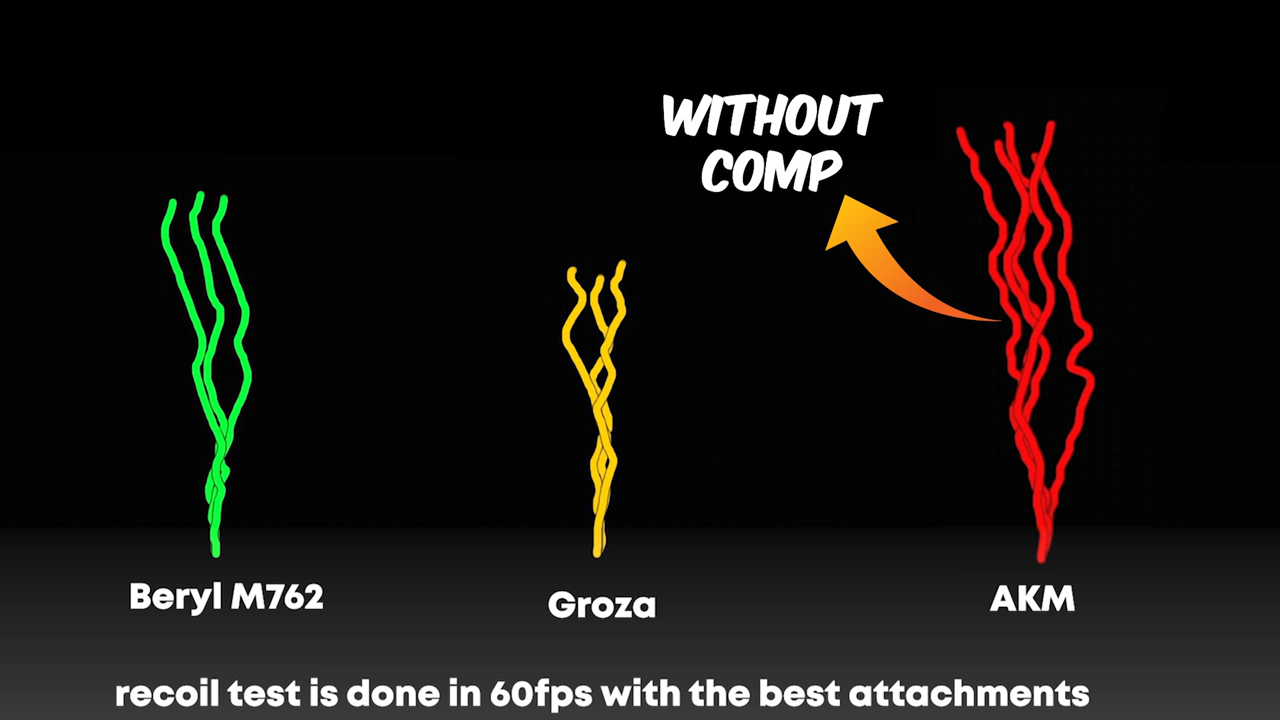 WITHOUT
COMP
Beryl M762
Groza
AKM
recoil test is done in 60fps with the best attachments